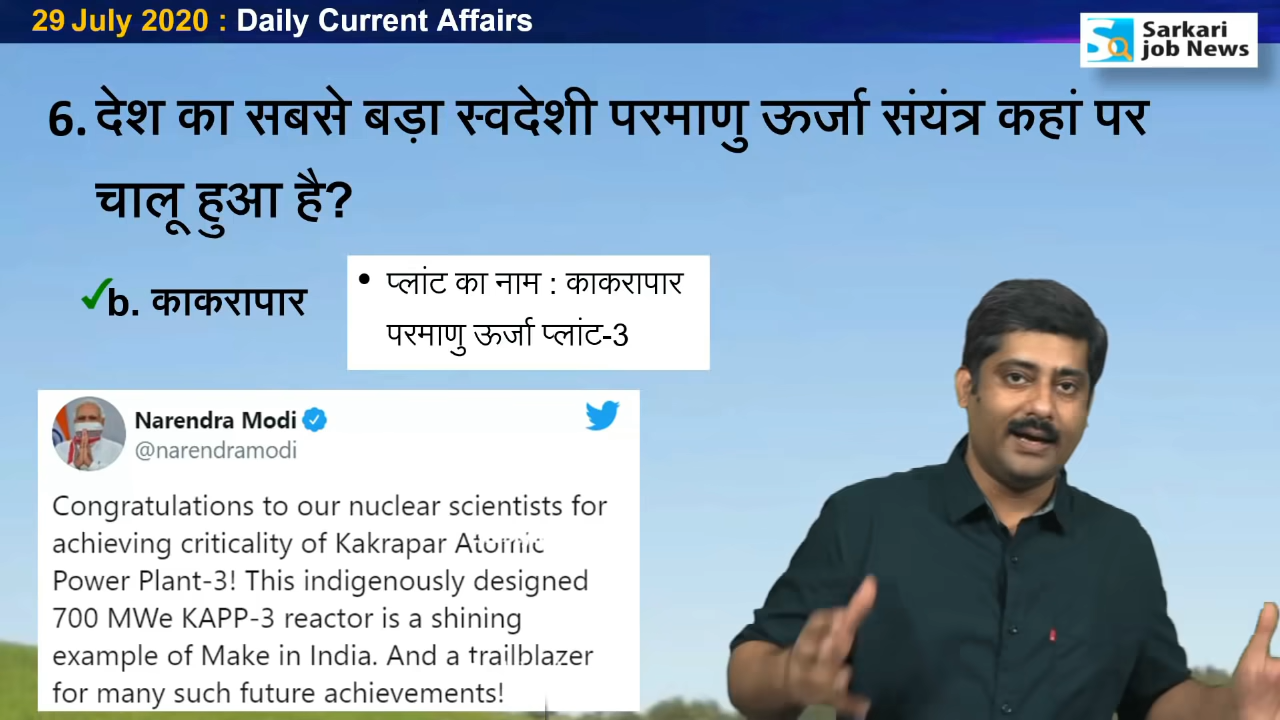 29 July 2020 : Daily Current Affairs
Sarkari
job News
6. देश का सबसे बड़ा स्वदेशी परमाणु ऊर्जा संयंत्र कहां पर
चालू हुआ है?
✓b. काकरापार
• प्लांट का नाम : काकरापार
परमाणु ऊर्जा प्लांट-3
Narendra Modi
@narendramodi
Congratulations to our nuclear scientists for
achieving criticality of Kakrapar Atomic
Power Plant-3! This indigenously designed
700 MWe KAPP-3 reactor is a shining
example of Make in India. And a trailblazer
for many such future achievements!